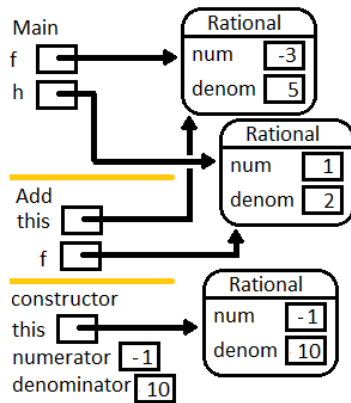 Main
f
h
Rational
num -3
denom 5
Rational
num 1
denom 2
Add
this
f
constructor
this
numerator -1
denominator 10
Rational
num -1
denom 10